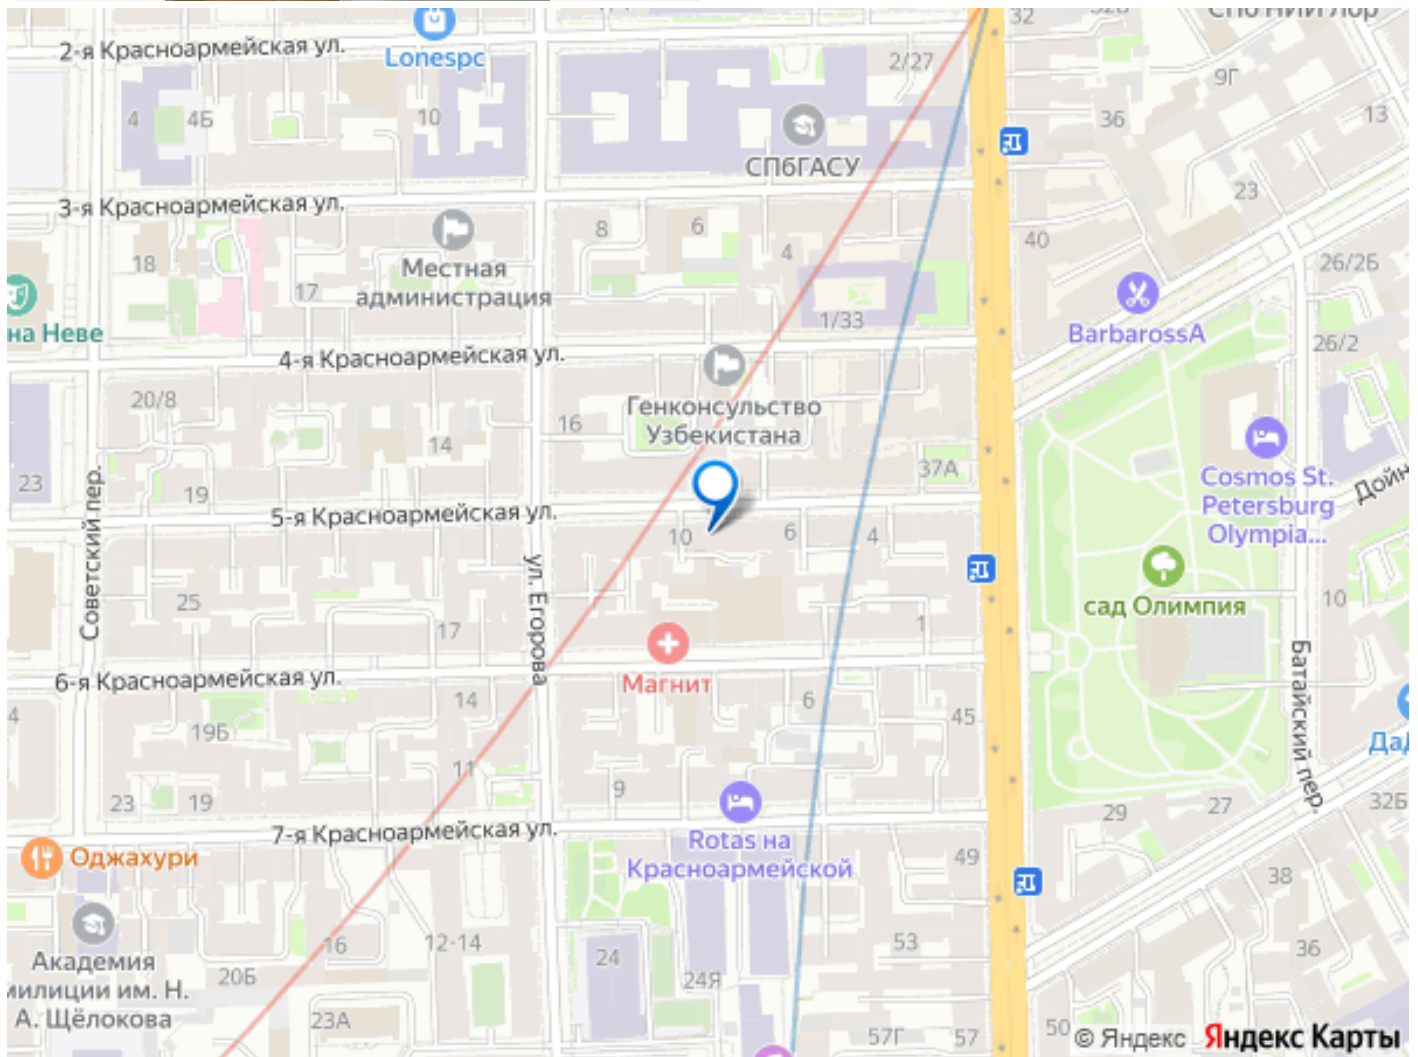 32
СПб НИИ Лор
2-я Красноармейская ул.
Lonespc
2/27
9Г
4
4Б
10
36
13
СПбГАСУ
23
3-я Красноармейская ул.
8
6
40
18
Местная
администрация
4
26/2Б
17
на Неве
1/33
BarbarossA
26/2
4-я Красноармейская ул.
20/8
Генконсульство
Узбекистана
16
14
37А
23
19
Cosmos St.
Petersburg
Olympia...
Советский пер.
5-я Красноармейская ул.
10
6
4
ул. Егорова
сад Олимпия
25
17
1
10
Батайский пер.
6-я Красноармейская ул.
Магнит
4
14
6
45
19Б
11
23
19
9
29
27
32Б
7-я Красноармейская ул.
Rotas на
Красноармейской
Оджахури
49
38
Академия
милиции им. Н.
А. Щёлокова
16
12-14
24
53
36
20Б
24Я
23А
57Г
57
50
© Яндекс Яндекс Карты